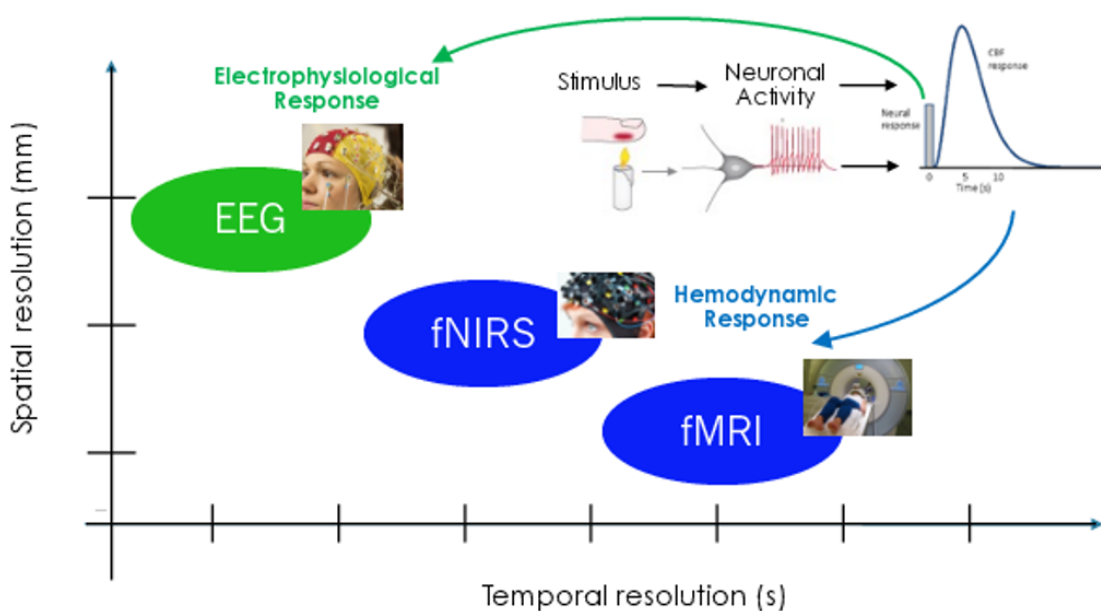 Electrophysiological
Response
Stimulus
Neuronal
Activity
CBF
response
Neural
response
0 5 10
Time (s)
EEG
fNIRS
Hemodynamic
Response
fMRI
Spatial resolution (mm)
Temporal resolution (s)